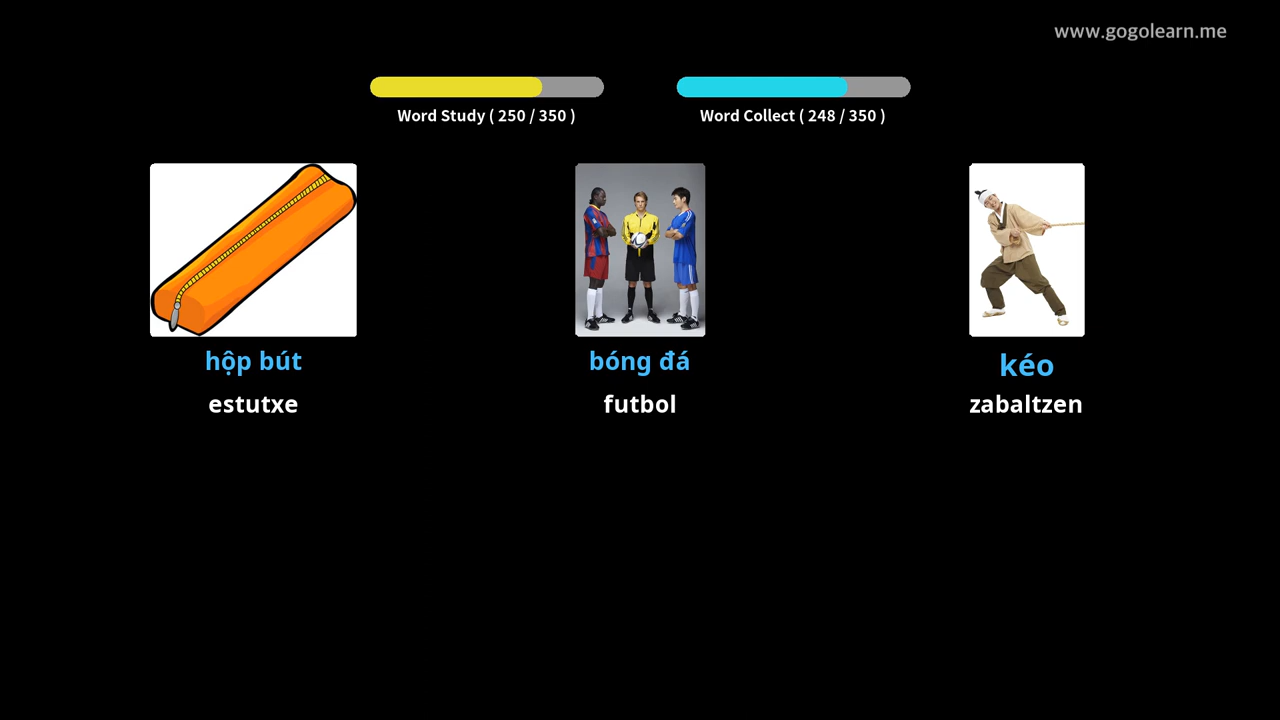 www.gogolearn.me
Word Study ( 250 / 350 )
Word Collect ( 248 / 350 )
hộp bút
bóng đá
kéo
estutxe
futbol
zabaltzen